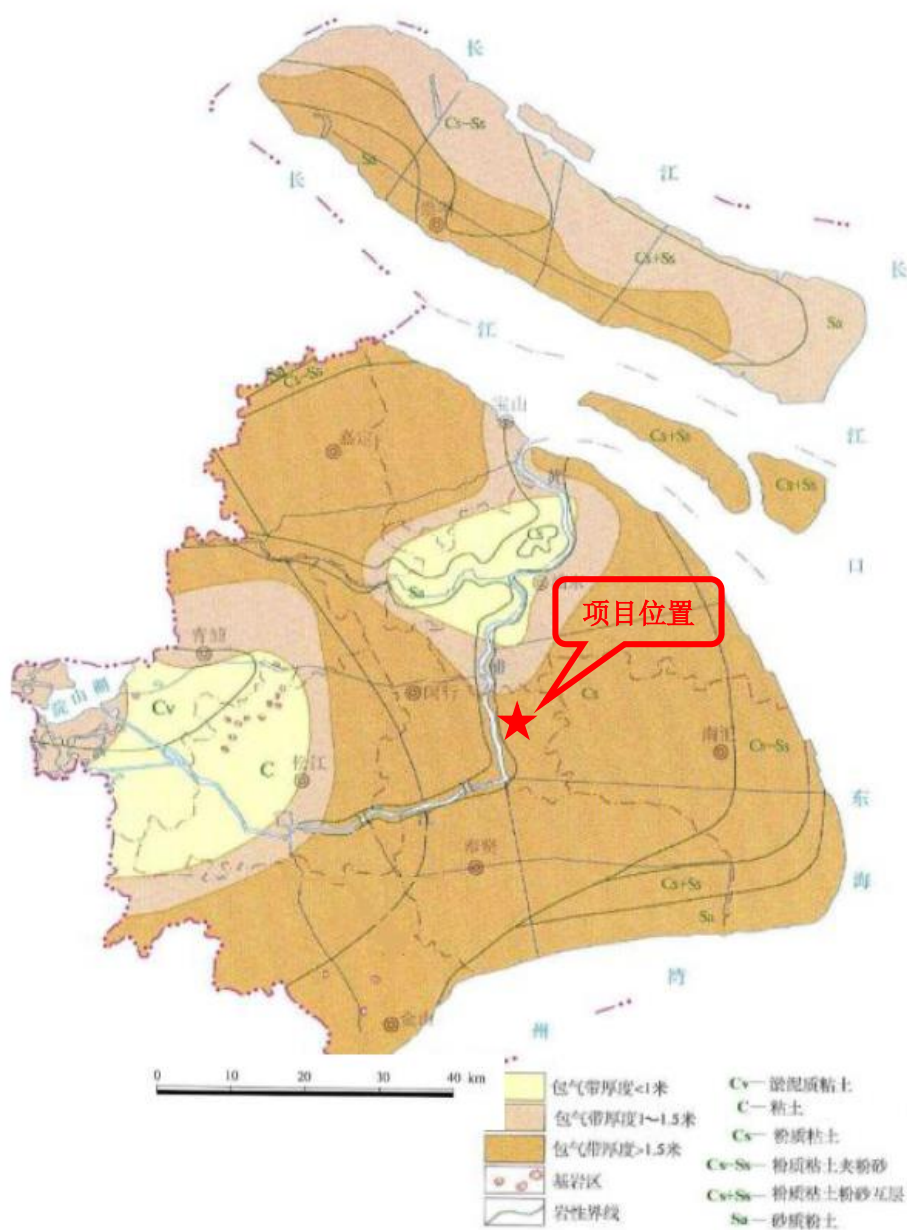 长
Cs-Ss
江
Sa
长
Cs+Ss
长
Sa
江
Cs-Ss
宝山
江
嘉定
Cs+Ss
Cs+Ss
黄
口
Sa
项目位置
青浦
浦
淀山湖
Cv
闵行
Cs
南汇
Cs-Ss
C
松江
东
奉贤
Cs+Ss
海
Sa
湾
金山
州
0 10 20 40 km
包气带厚度<1米
包气带厚度1~1.5米
包气带厚度>1.5米
基岩区
岩性界线
Cv— 淤泥质粘土
C— 粘土
Cs— 粉质粘土
Cs-Ss— 粉质粘土夹粉砂
Cs+Ss— 粉质粘土粉砂互层
Sa— 砂质粉土